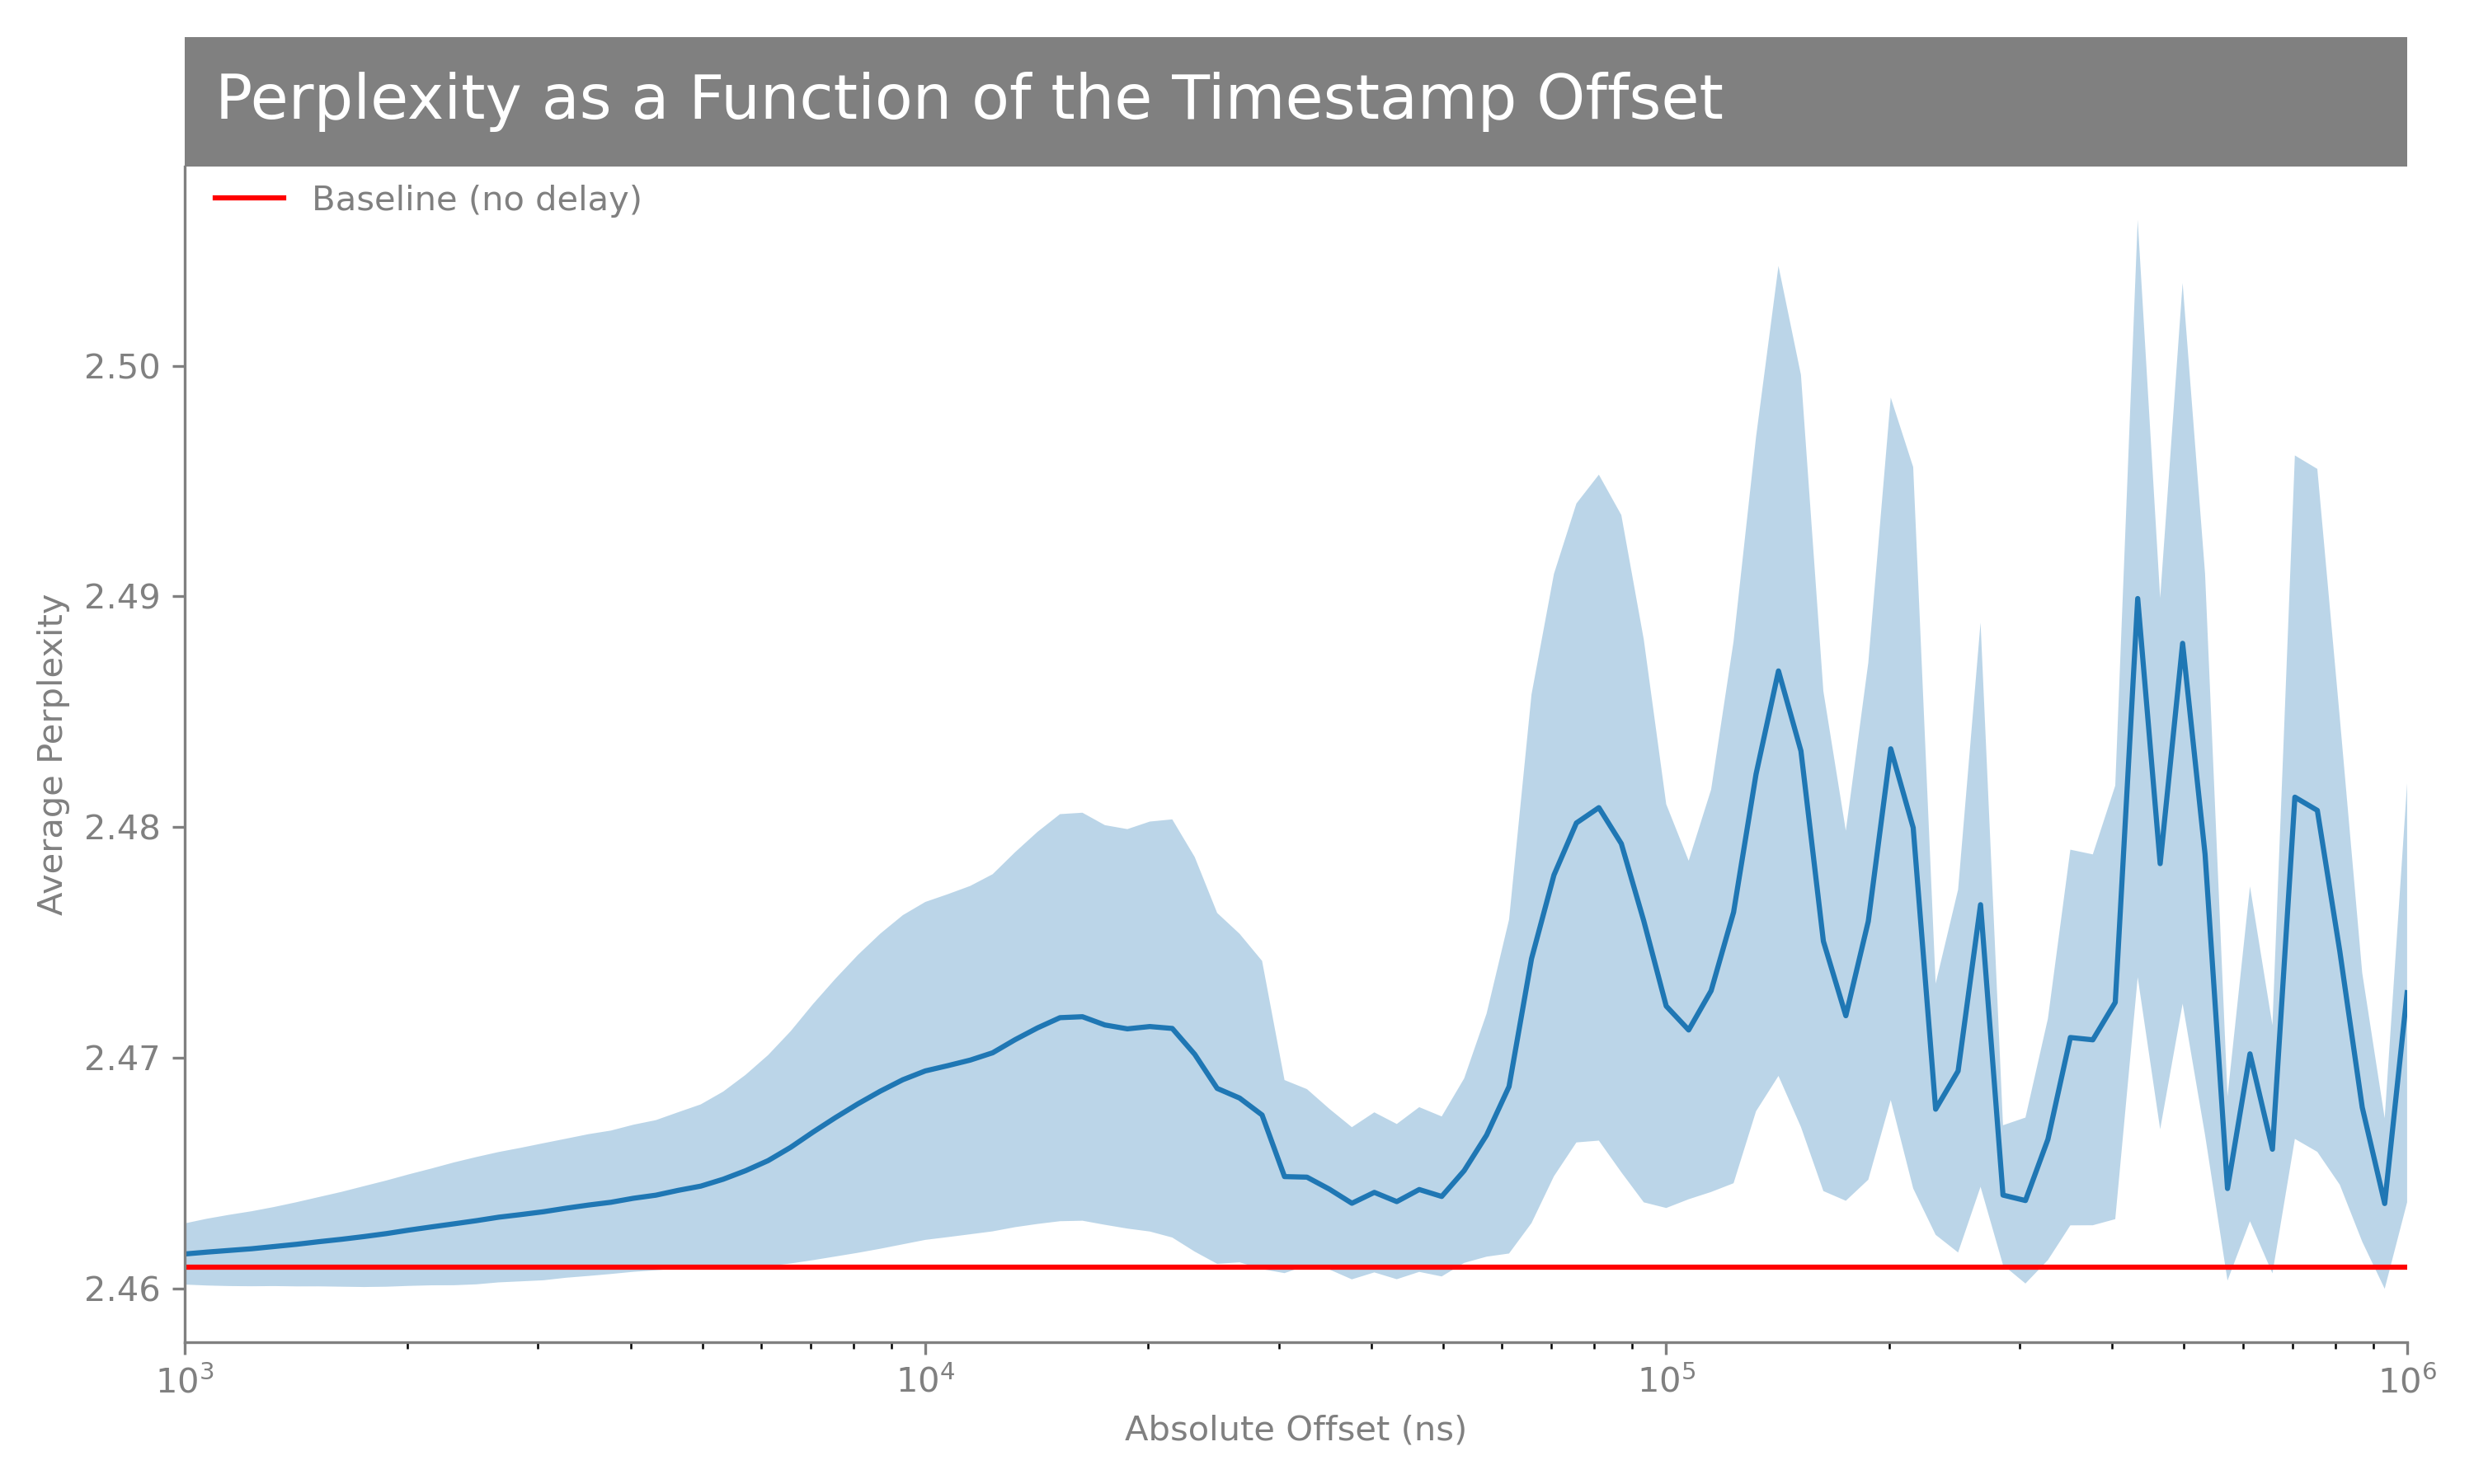 Perplexity as a Function of the Timestamp Offset
Baseline (no delay)
2.50
2.49
2.48
2.47
2.46
Average Perplexity
10³
10⁴
10⁵
10⁶
Absolute Offset (ns)